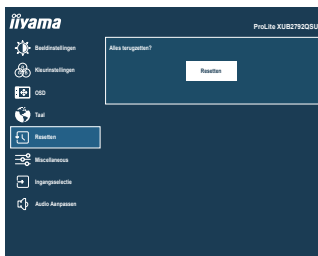 iiyama
ProLite XUB2792QSU
Beeldinstellingen
Alles terugzetten?
Kleurinstellingen
Resetten
OSD
Taal
Resetten
Miscellaneous
Ingangsselectie
Audio Aanpassen